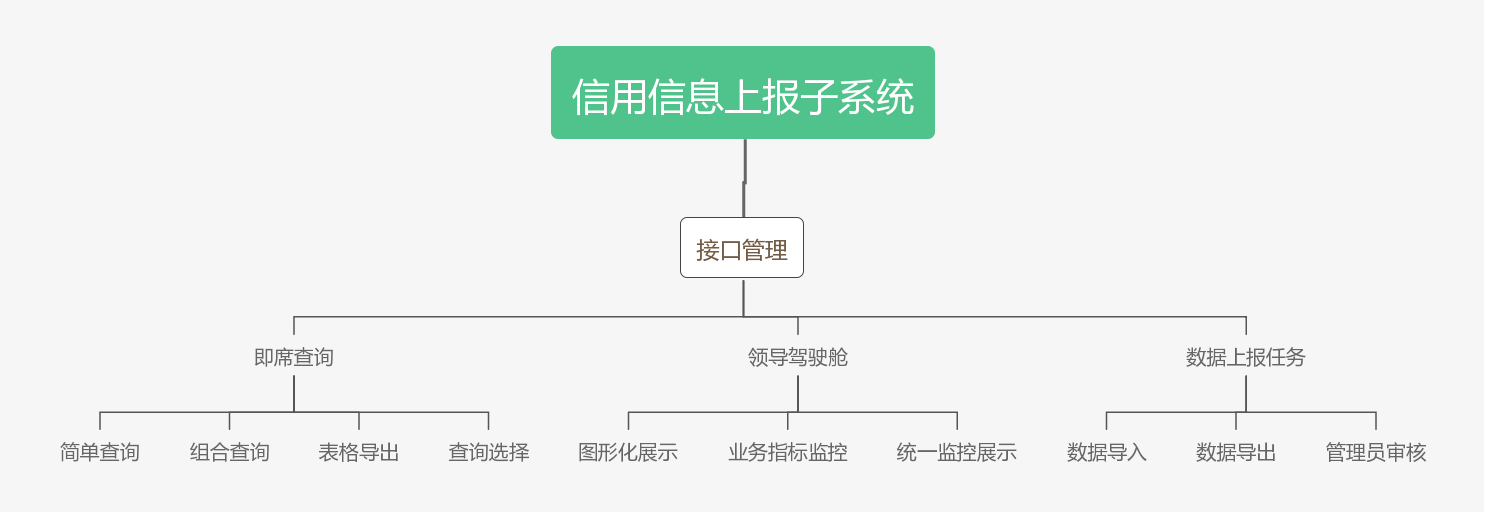 信用信息上报子系统
接口管理
即席查询
领导驾驶舱
数据上报任务
简单查询
组合查询
表格导出
查询选择
图形化展示
业务指标监控
统一监控展示
数据导入
数据导出
管理员审核